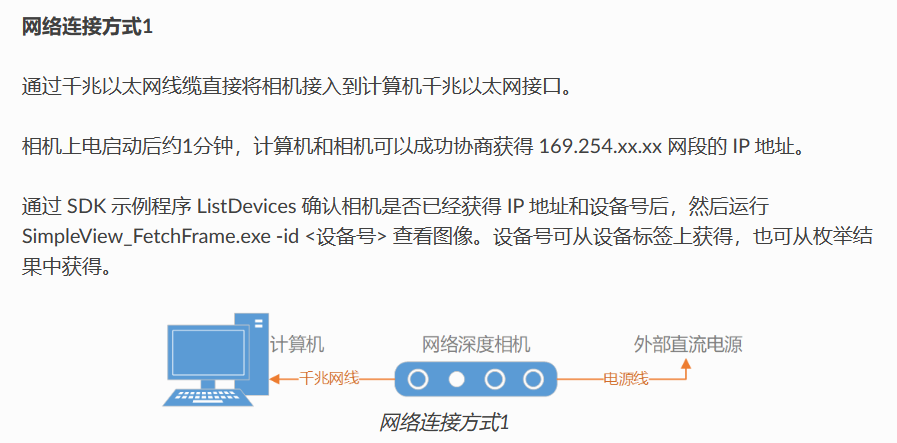 网络连接方式1
通过千兆以太网线缆直接将相机接入到计算机千兆以太网接口。
相机上电启动后约1分钟，计算机和相机可以成功协商获得 169.254.xx.xx 网段的 IP 地址。
通过 SDK 示例程序 ListDevices 确认相机是否已经获得 IP 地址和设备号后，然后运行
SimpleView_FetchFrame.exe -id <设备号> 查看图像。设备号可从设备标签上获得，也可从枚举结
果中获得。
计算机 网络深度相机 外部直流电源
千兆网线 电源线
网络连接方式1